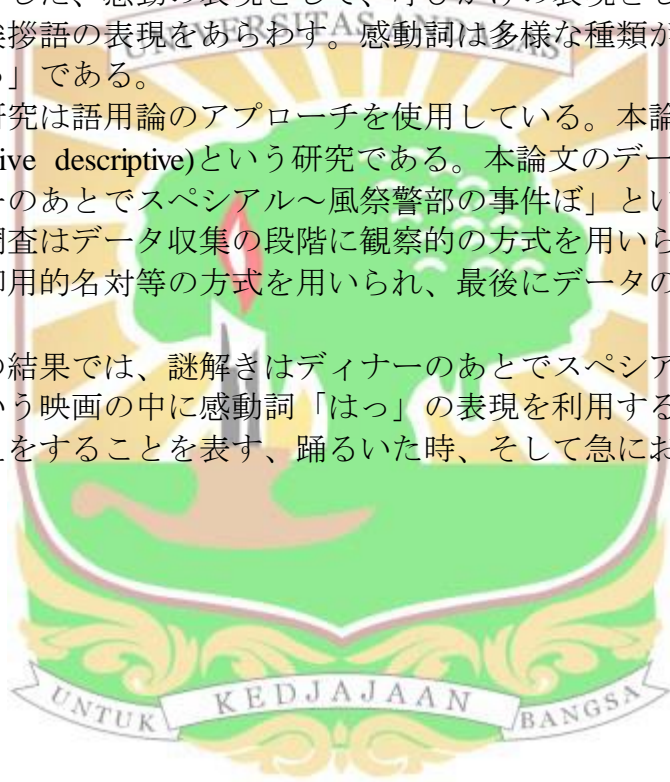 した、感動の表現として、呼びかけの表現とし
挨拶語の表現をあらわす。感動詞は多様な種類が
」である。
UNIVERSITAS ANDALAS
研究は語用論のアプローチを使用している。本論
ive descriptive)という研究である。本論文のデー
のあとでスペシアル～風祭警部の事件ぼ」とい
調査はデータ収集の段階に観察的の方式を用いら
御用的名対等の方式を用いられ、最後にデータの
の結果では、謎解きはディナーのあとでスペシア
いう映画の中に感動詞「はっ」の表現を利用する
をすることを表す、踊るいた時、そして急にお
UNTUK KEDJAJAAN BANGSA